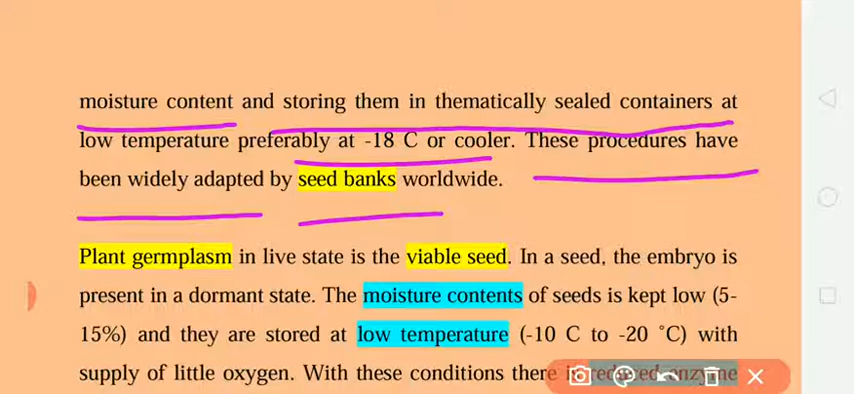 moisture content and storing them in thematically sealed containers at
low temperature preferably at -18 C or cooler. These procedures have
been widely adapted by seed banks worldwide.
Plant germplasm in live state is the viable seed. In a seed, the embryo is
present in a dormant state. The moisture contents of seeds is kept low (5-
15%) and they are stored at low temperature (-10 C to -20 °C) with
supply of little oxygen. With these conditions there is reduced enzyme